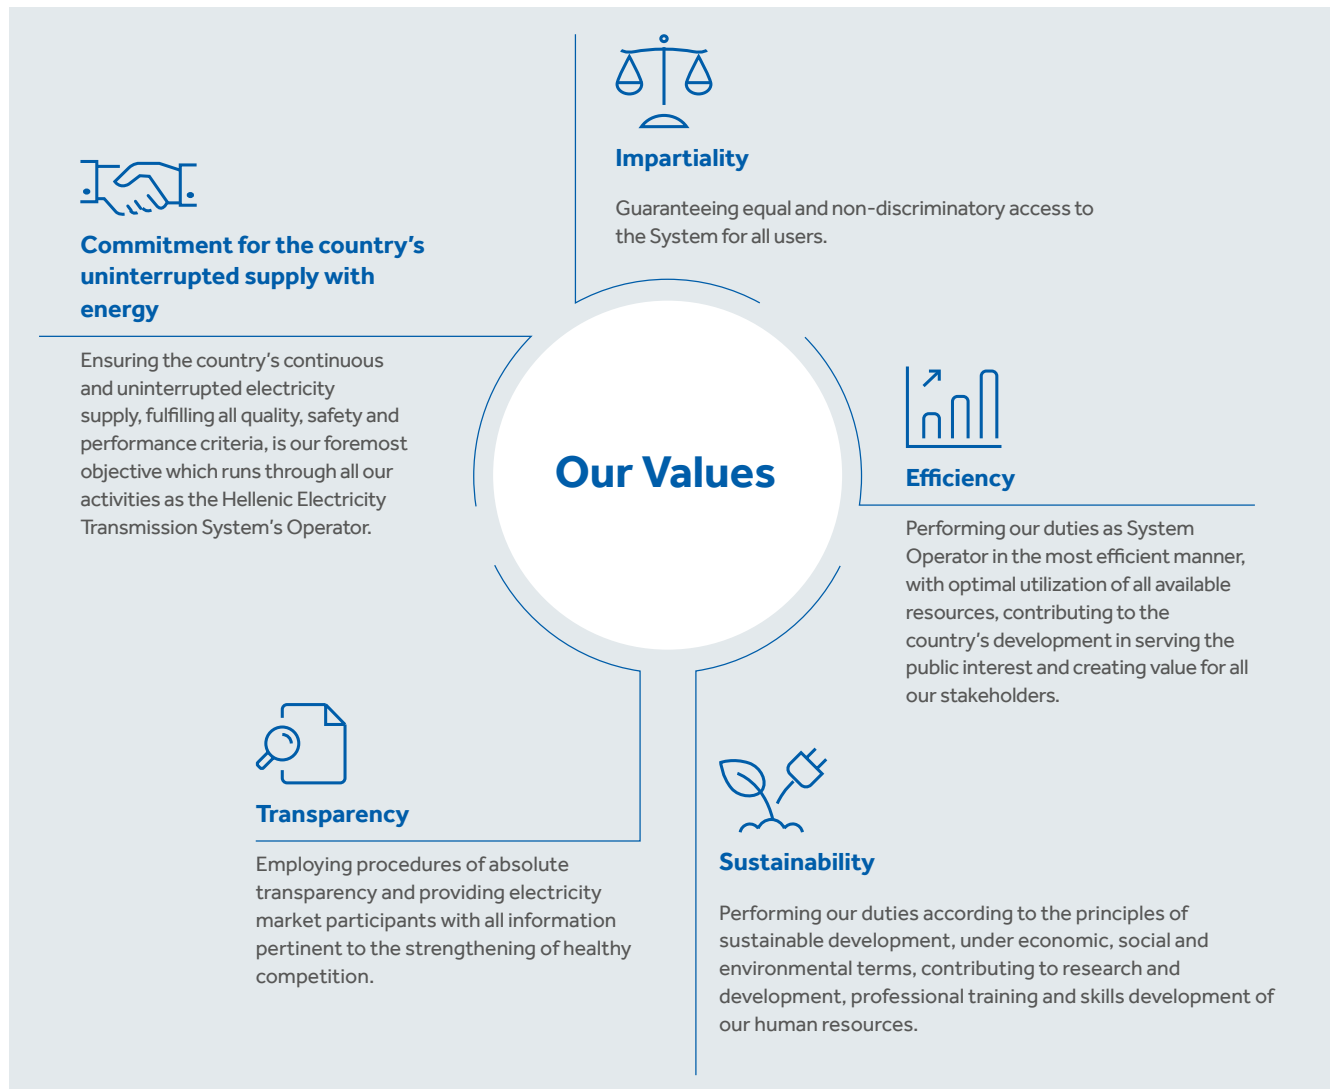 Impartiality
Guaranteeing equal and non-discriminatory access to
the System for all users.
Commitment for the country’s
uninterrupted supply with
energy
Ensuring the country’s continuous
and uninterrupted electricity
supply, fulfilling all quality, safety and
performance criteria, is our foremost
objective which runs through all our
activities as the Hellenic Electricity
Transmission System’s Operator.
Our Values
Efficiency
Performing our duties as System
Operator in the most efficient manner,
with optimal utilization of all available
resources, contributing to the
country’s development in serving the
public interest and creating value for all
our stakeholders.
Transparency
Employing procedures of absolute
transparency and providing electricity
market participants with all information
pertinent to the strengthening of healthy
competition.
Sustainability
Performing our duties according to the principles of
sustainable development, under economic, social and
environmental terms, contributing to research and
development, professional training and skills development of
our human resources.